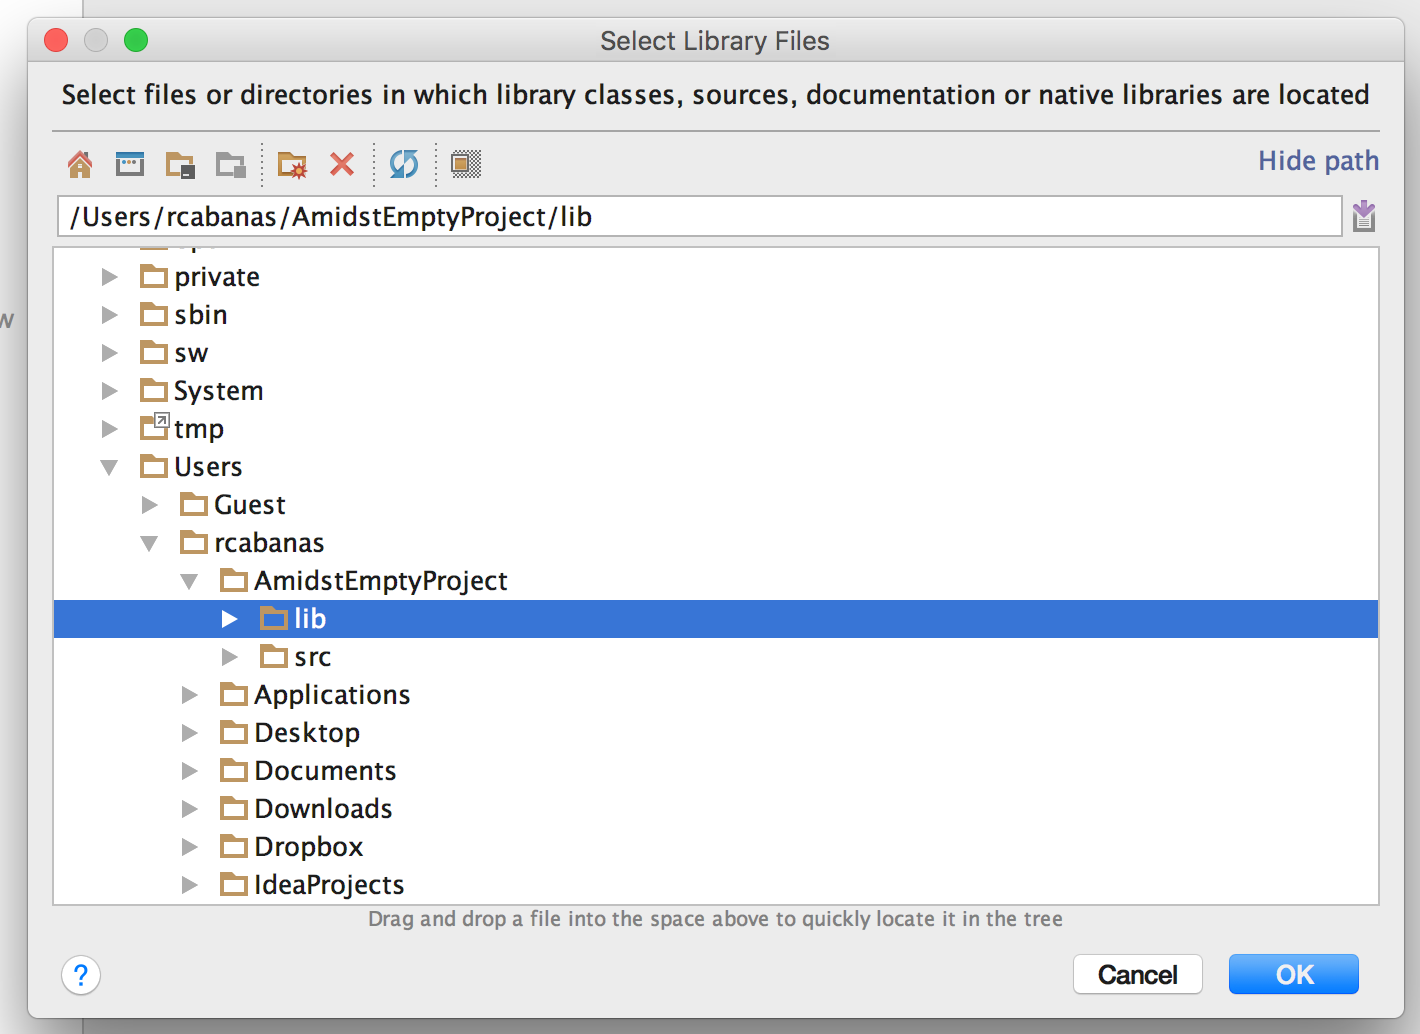 Select Library Files
Select files or directories in which library classes, sources, documentation or native libraries are located
Hide path
/Users/rcabanas/AmidstEmptyProject/lib
private
sbin
sw
System
tmp
Users
Guest
rcabanas
AmidstEmptyProject
lib
src
Applications
Desktop
Documents
Downloads
Dropbox
IdeaProjects
Drag and drop a file into the space above to quickly locate it in the tree
?
Cancel
OK